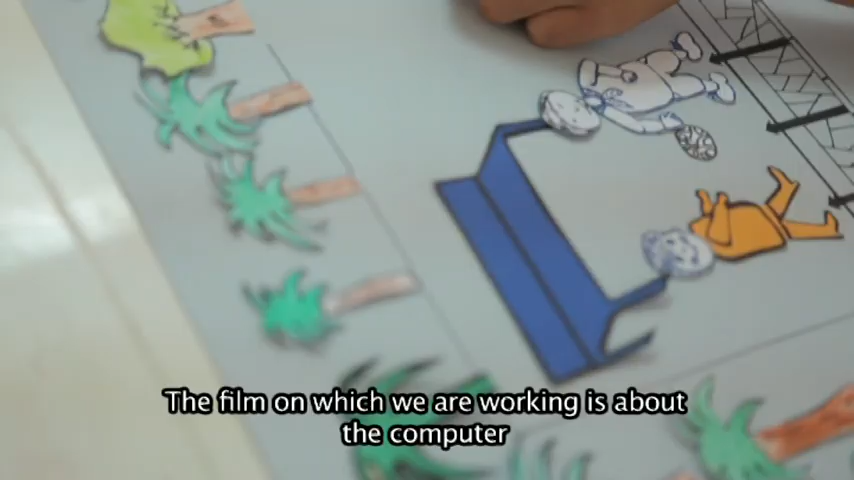 The film on which we are working is about
the computer